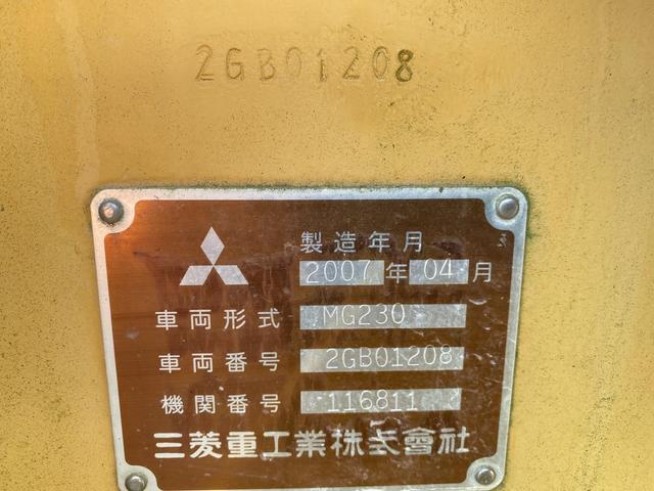 2GB01208
製造年月
2007 年 04 月
車両形式 MG230
車両番号 2GB01208
機関番号 116811
三菱重工業株式會社